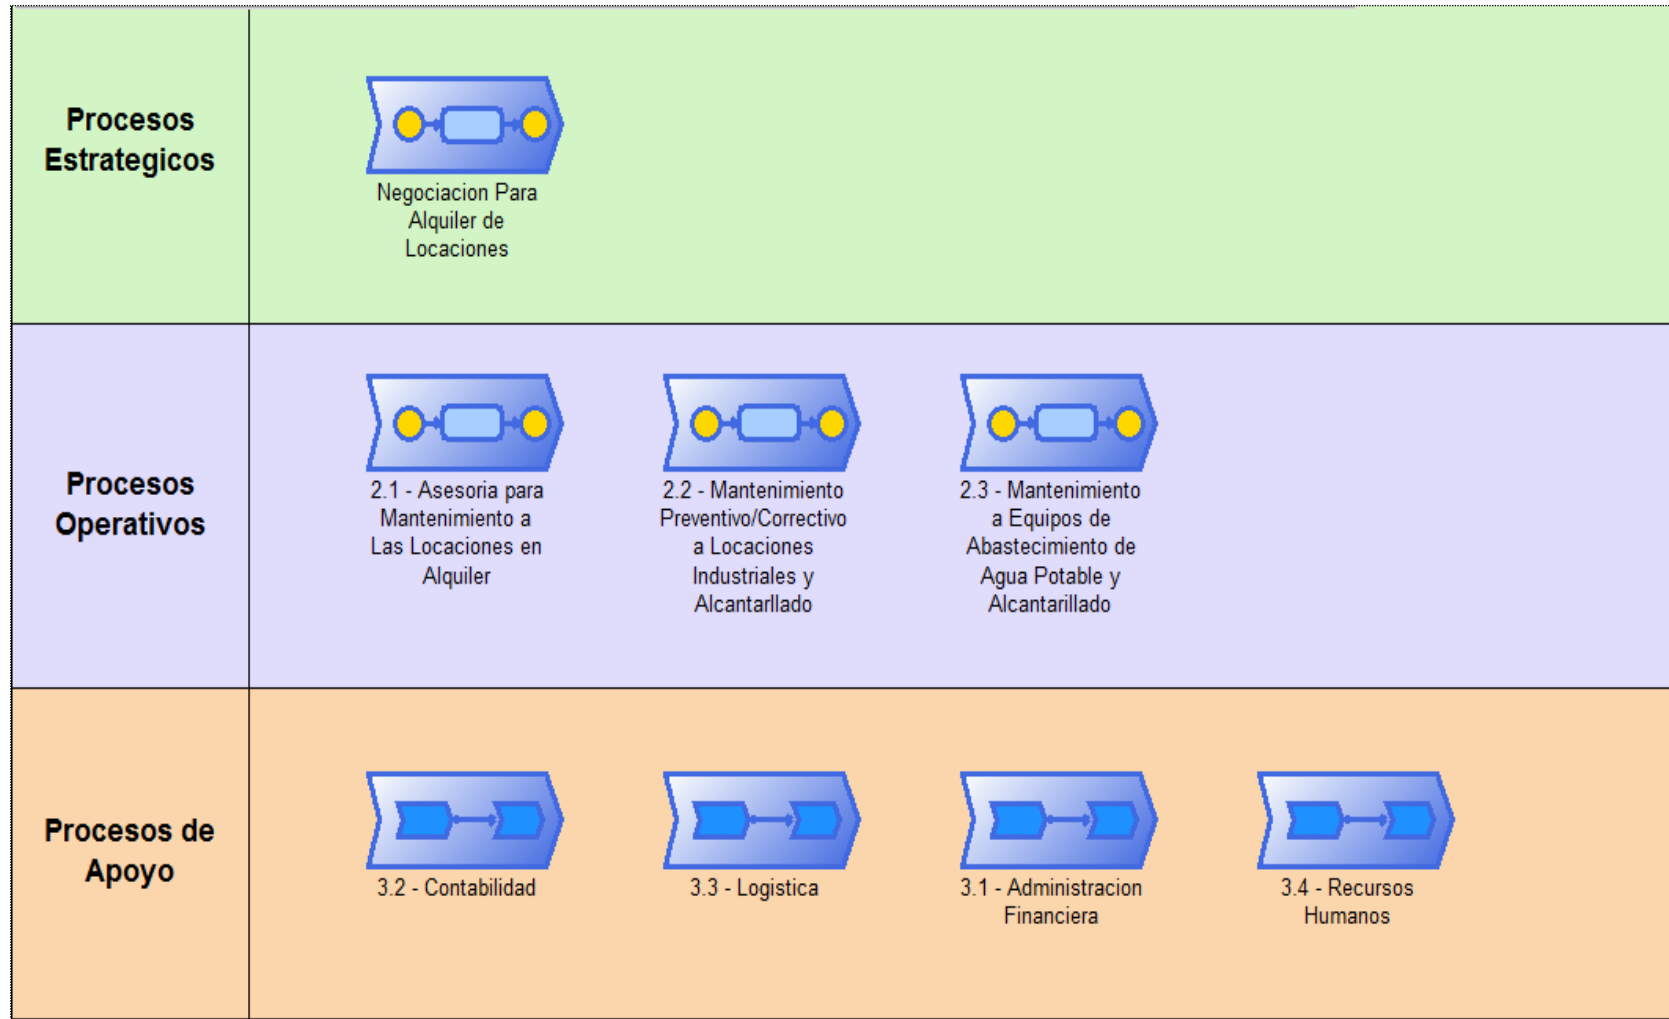 Procesos
Estrategicos
Negociacion Para
Alquiler de
Locaciones
Procesos
Operativos
2.1 - Asesoria para
Mantenimiento a
Las Locaciones en
Alquiler
2.2 - Mantenimiento
Preventivo/Correctivo
a Locaciones
Industriales y
Alcantarllado
2.3 - Mantenimiento
a Equipos de
Abastecimiento de
Agua Potable y
Alcantarillado
Procesos de
Apoyo
3.2 - Contabilidad
3.3 - Logistica
3.1 - Administracion
Financiera
3.4 - Recursos
Humanos